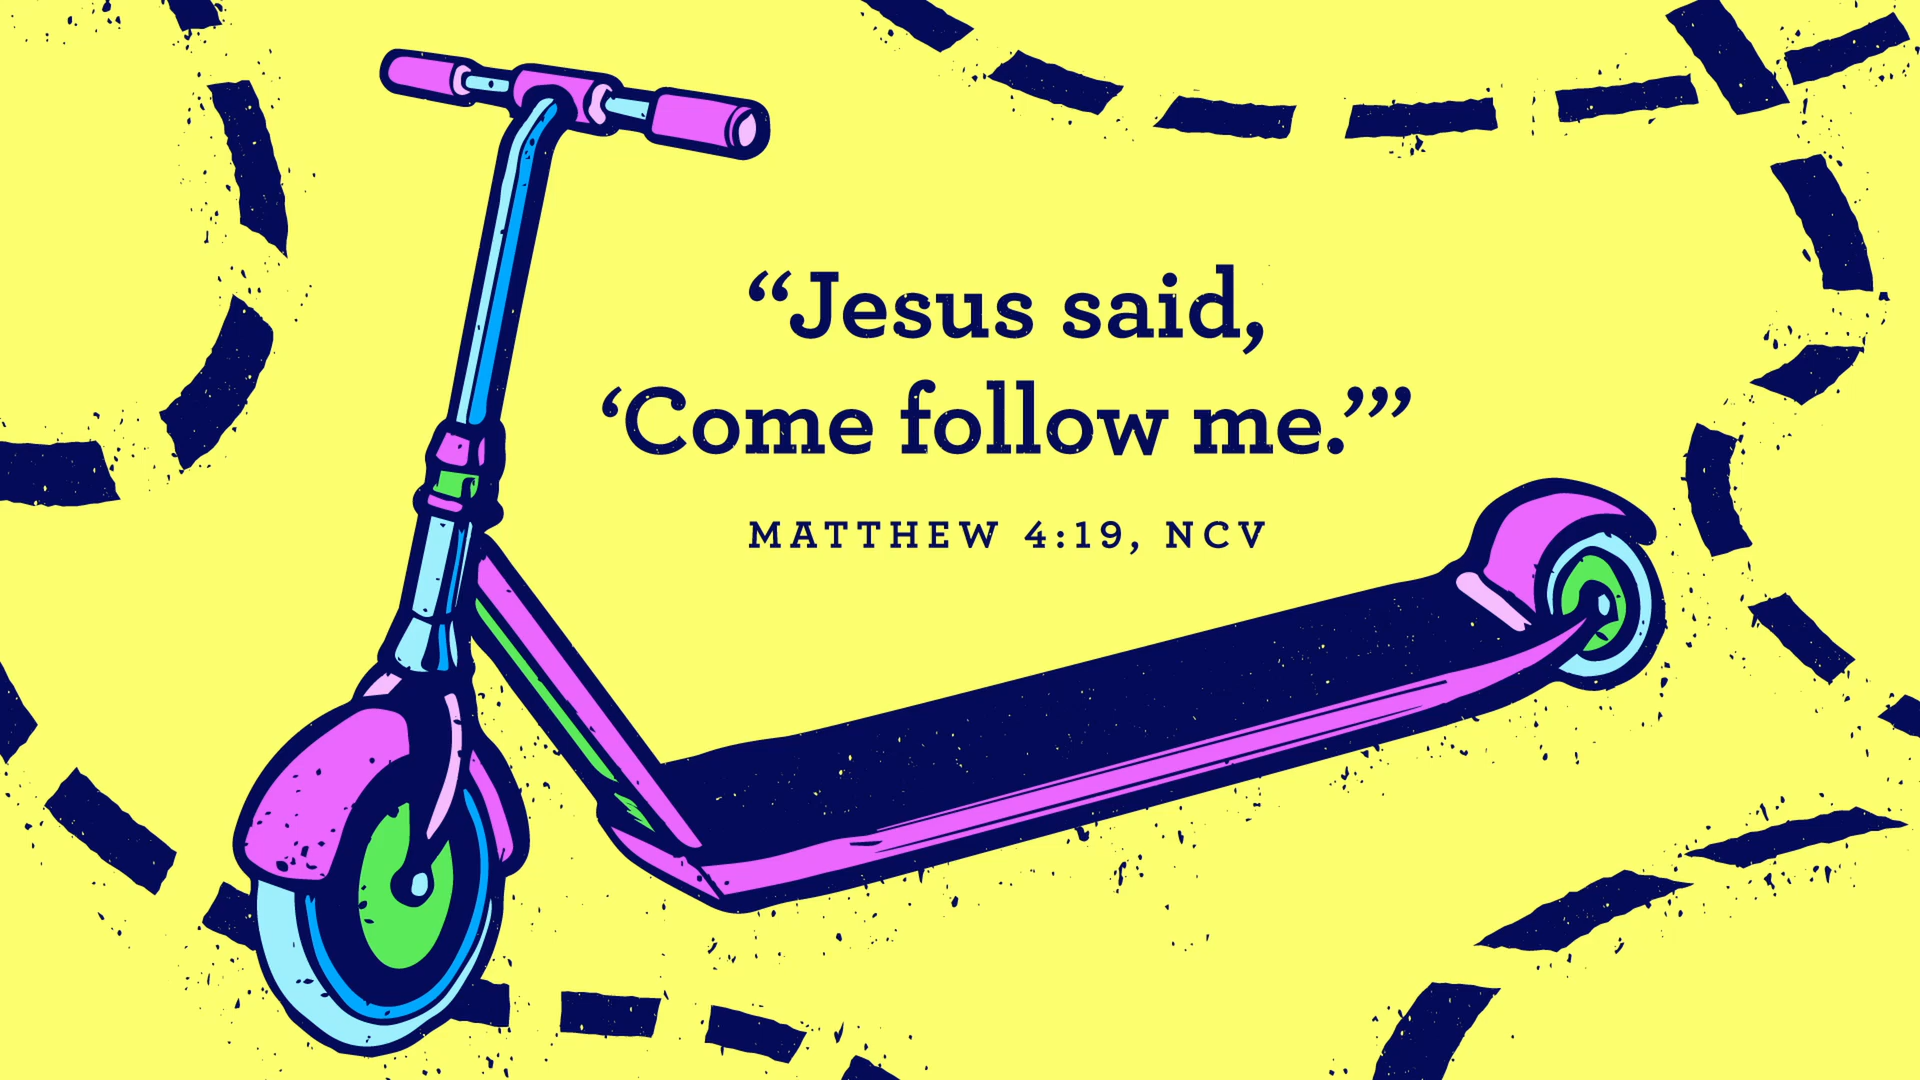 “Jesus said,
‘Come follow me.’”
MATTHEW 4:19, NCV